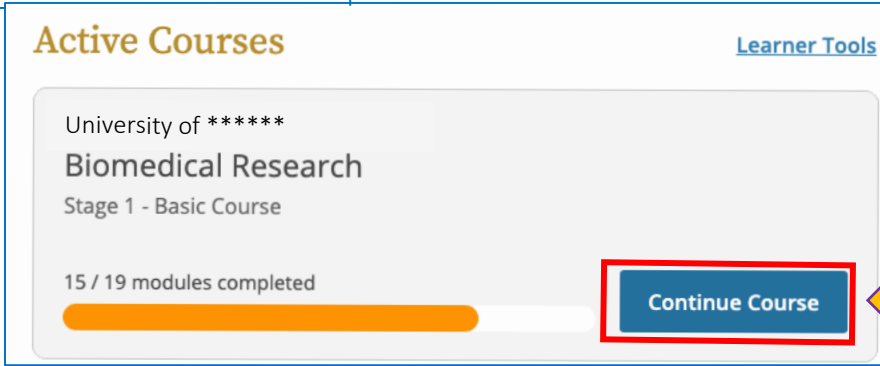 Active Courses
Learner Tools
University of ******
Biomedical Research
Stage 1 - Basic Course
15 / 19 modules completed
Continue Course